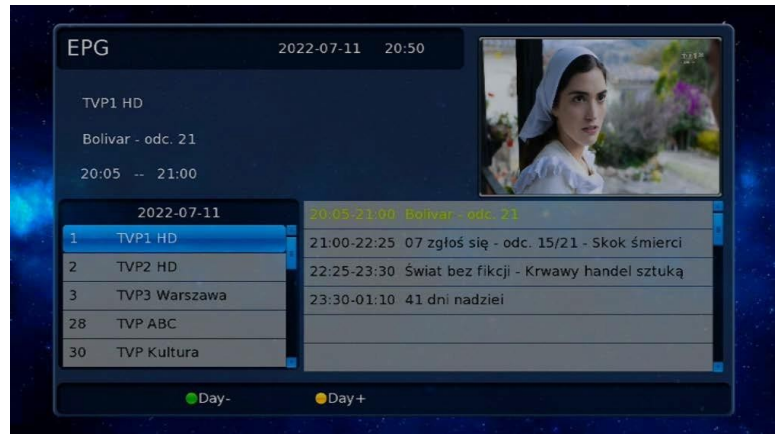 EPG
2022-07-11 20:50
TVP1 HD
Bolivar - odc. 21
20:05 -- 21:00
2022-07-11
1 TVP1 HD
2 TVP2 HD
3 TVP3 Warszawa
28 TVP ABC
30 TVP Kultura
20:05-21:00 Bolivar - odc. 21
21:00-22:25 07 zgłoś się - odc. 15/21 - Skok śmierci
22:25-23:30 Świat bez fikcji - Krwawy handel sztuką
23:30-01:10 41 dni nadziei
Day-
Day+